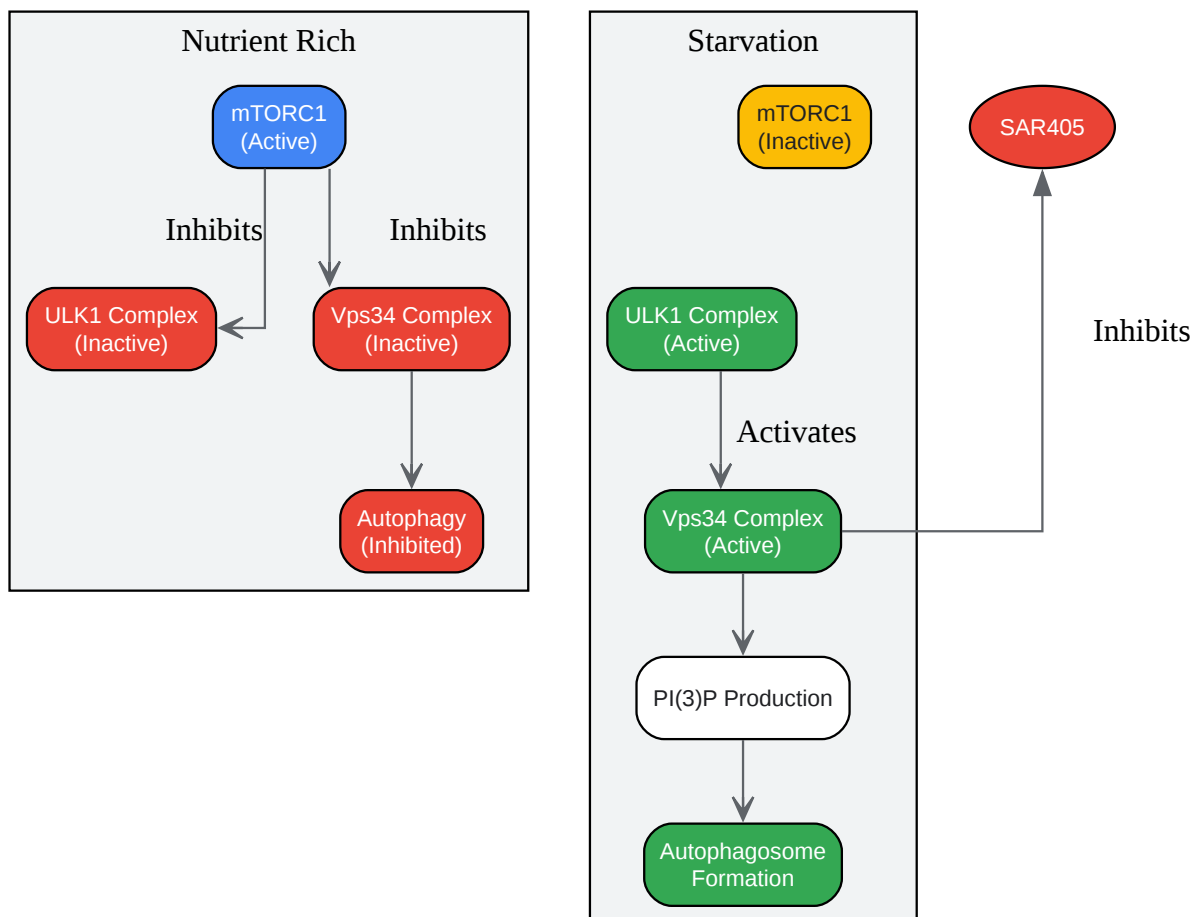 Nutrient Rich
mTORC1
(Active)
Inhibits
Inhibits
ULK1 Complex
(Inactive)
Vps34 Complex
(Inactive)
Autophagy
(Inhibited)
Starvation
mTORC1
(Inactive)
ULK1 Complex
(Active)
Activates
Vps34 Complex
(Active)
PI(3)P Production
Autophagosome
Formation
SAR405
Inhibits